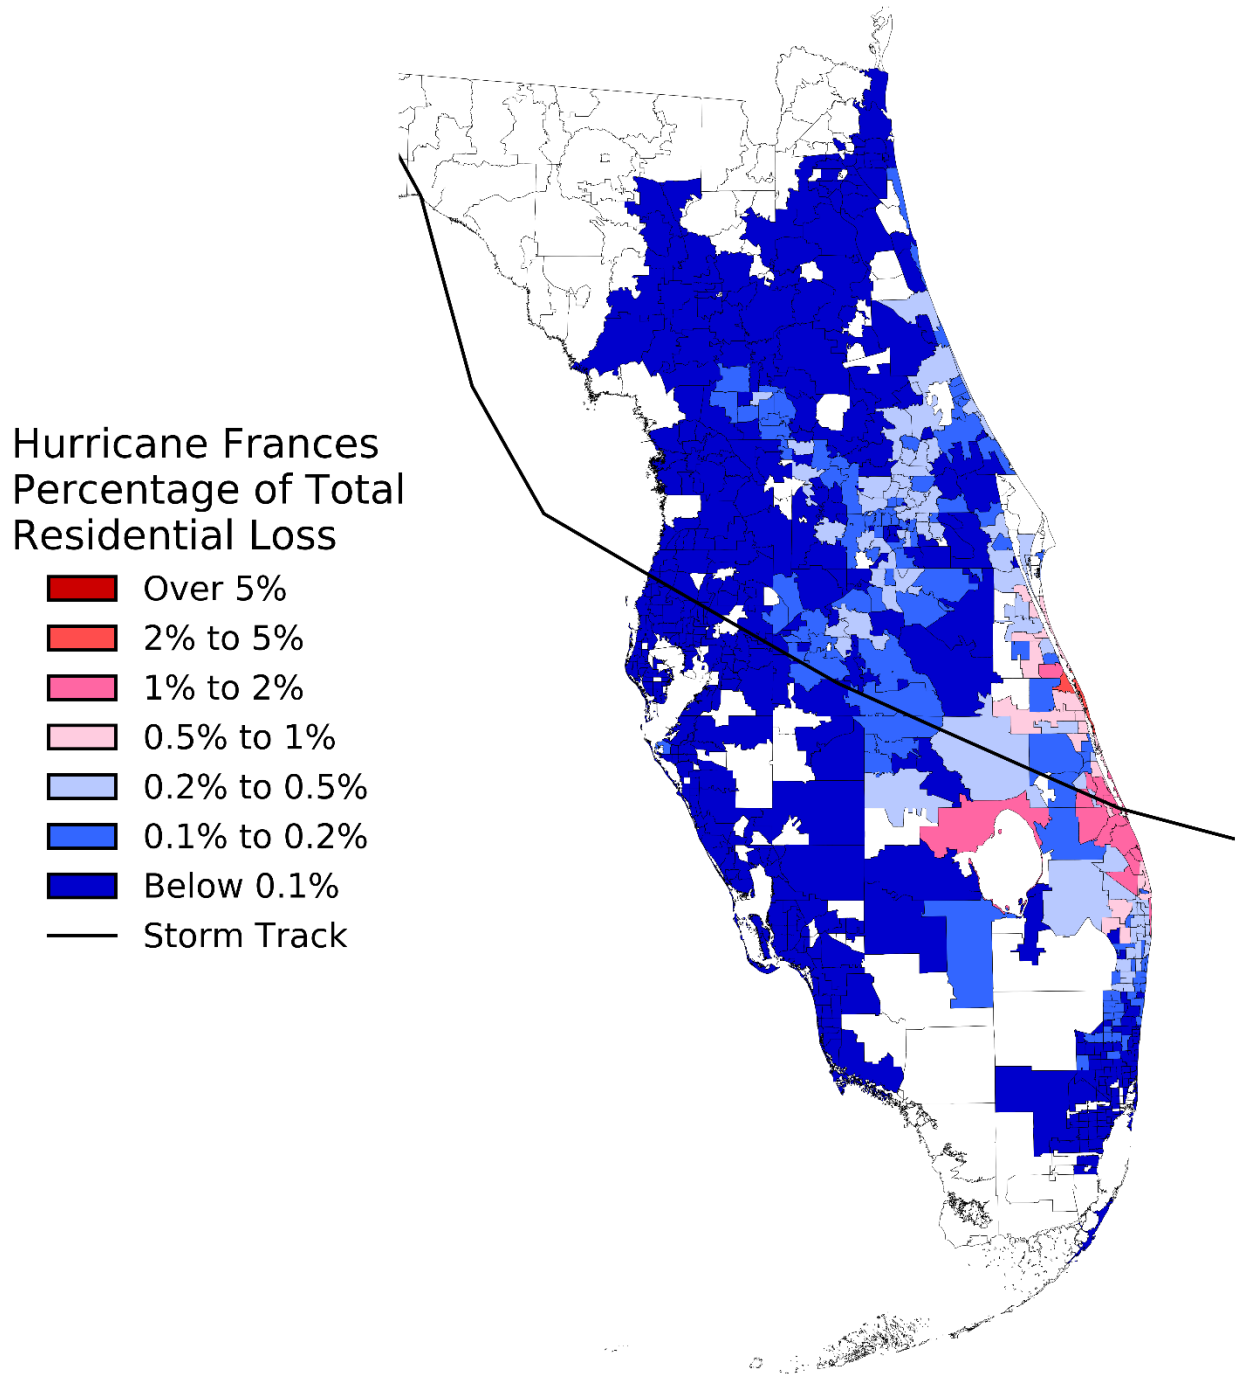 Hurricane Frances
Percentage of Total
Residential Loss
Over 5%
2% to 5%
1% to 2%
0.5% to 1%
0.2% to 0.5%
0.1% to 0.2%
Below 0.1%
Storm Track